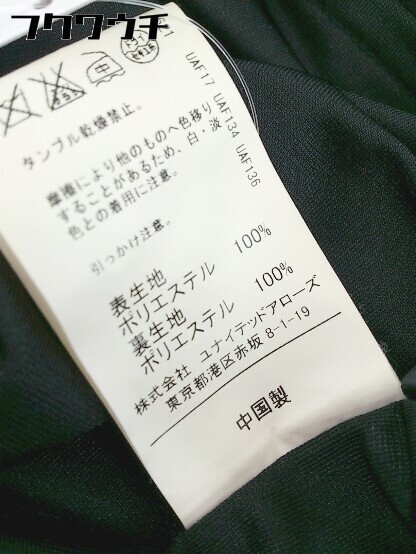 フクウクチ
タンブル乾燥禁止。
摩擦により他のものへ色移り
することがあるため、白・淡
色との着用に注意。
引っかけ注意。
UAF17 UAF134 UAF136
表生地
ポリエステル 100%
裏生地
ポリエステル 100%
株式会社 ユナイテッドアローズ
東京都港区赤坂 8-1-19
中国製